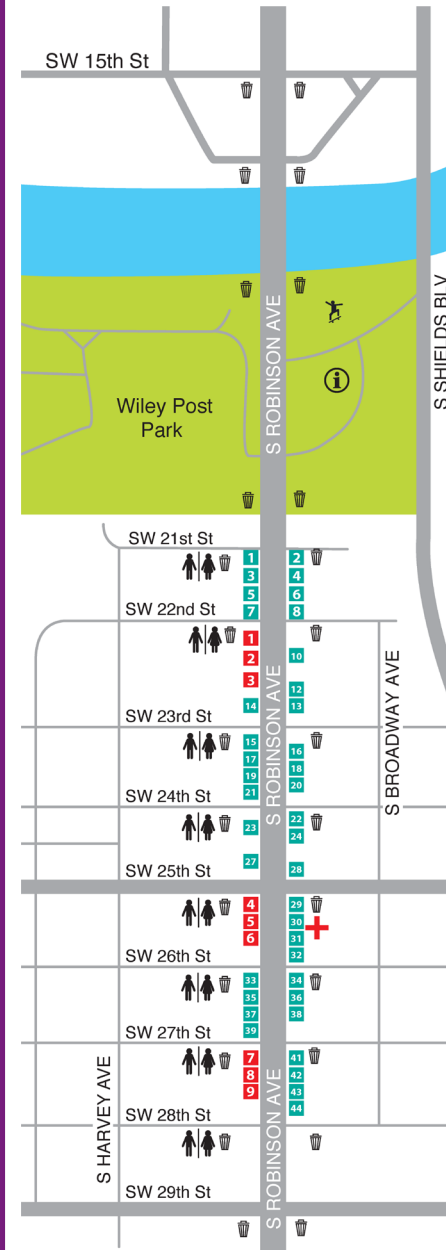 SW 15th St
S ROBINSON AVE
S SHIELDS BLV
i
Wiley Post
Park
SW 21st St
1 2
3 4
5 6
7 8
SW 22nd St
1
2 10
3
12
14 13
S ROBINSON AVE
S BROADWAY AVE
SW 23rd St
15
16
17
18
19
20
21
SW 24th St
22
23
24
27
28
SW 25th St
4 29
5 30
6 31
32
SW 26th St
33 34
35 36
37 38
39
SW 27th St
7 41
8 42
9 43
44
S HARVEY AVE
S ROBINSON AVE
SW 28th St
SW 29th St